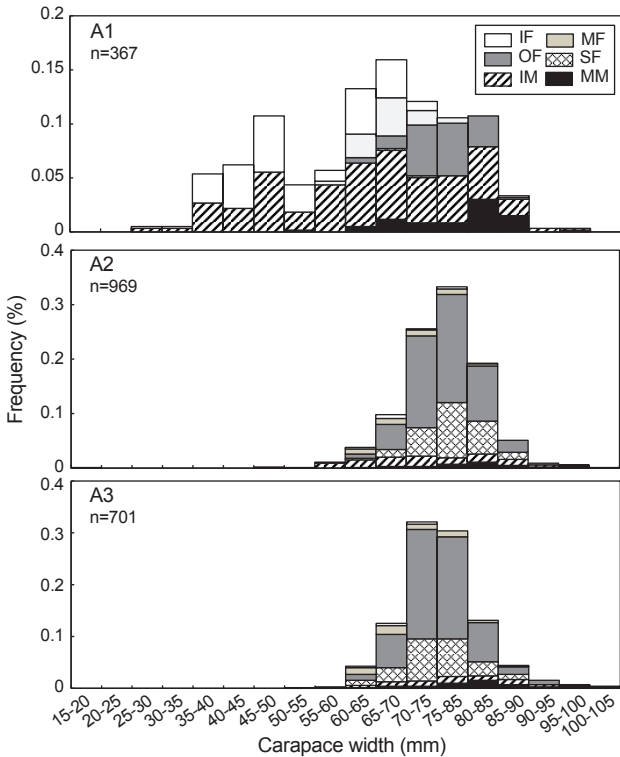 A1
n=367
IF MF
OF SF
IM MM
0.2
0.15
0.1
0.05
0
A2
n=969
0.4
0.3
0.2
0.1
0
A3
n=701
0.4
0.3
0.2
0.1
0
Frequency (%)
15-20 20-25 25-30 30-35 35-40 40-45 45-50 50-55 55-60 60-65 65-70 70-75 75-85 80-85 85-90 90-95 95-100 100-105
Carapace width (mm)